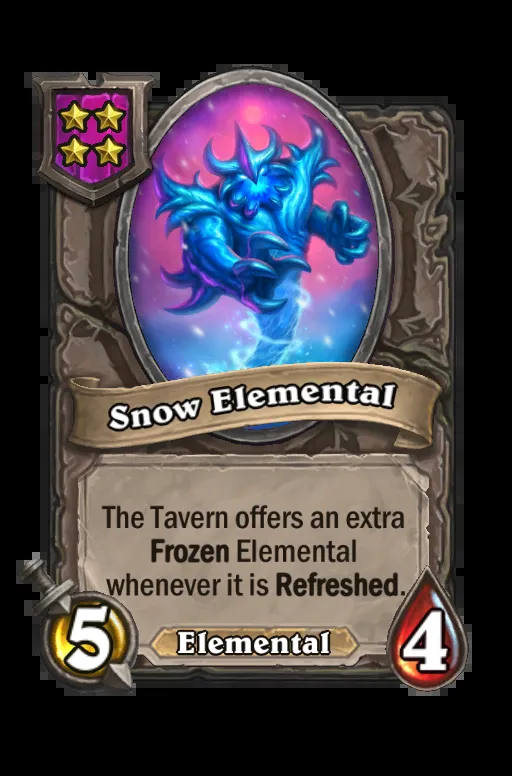 Snow Elemental
The Tavern offers an extra
Frozen Elemental
whenever it is Refreshed.
5
Elemental
4